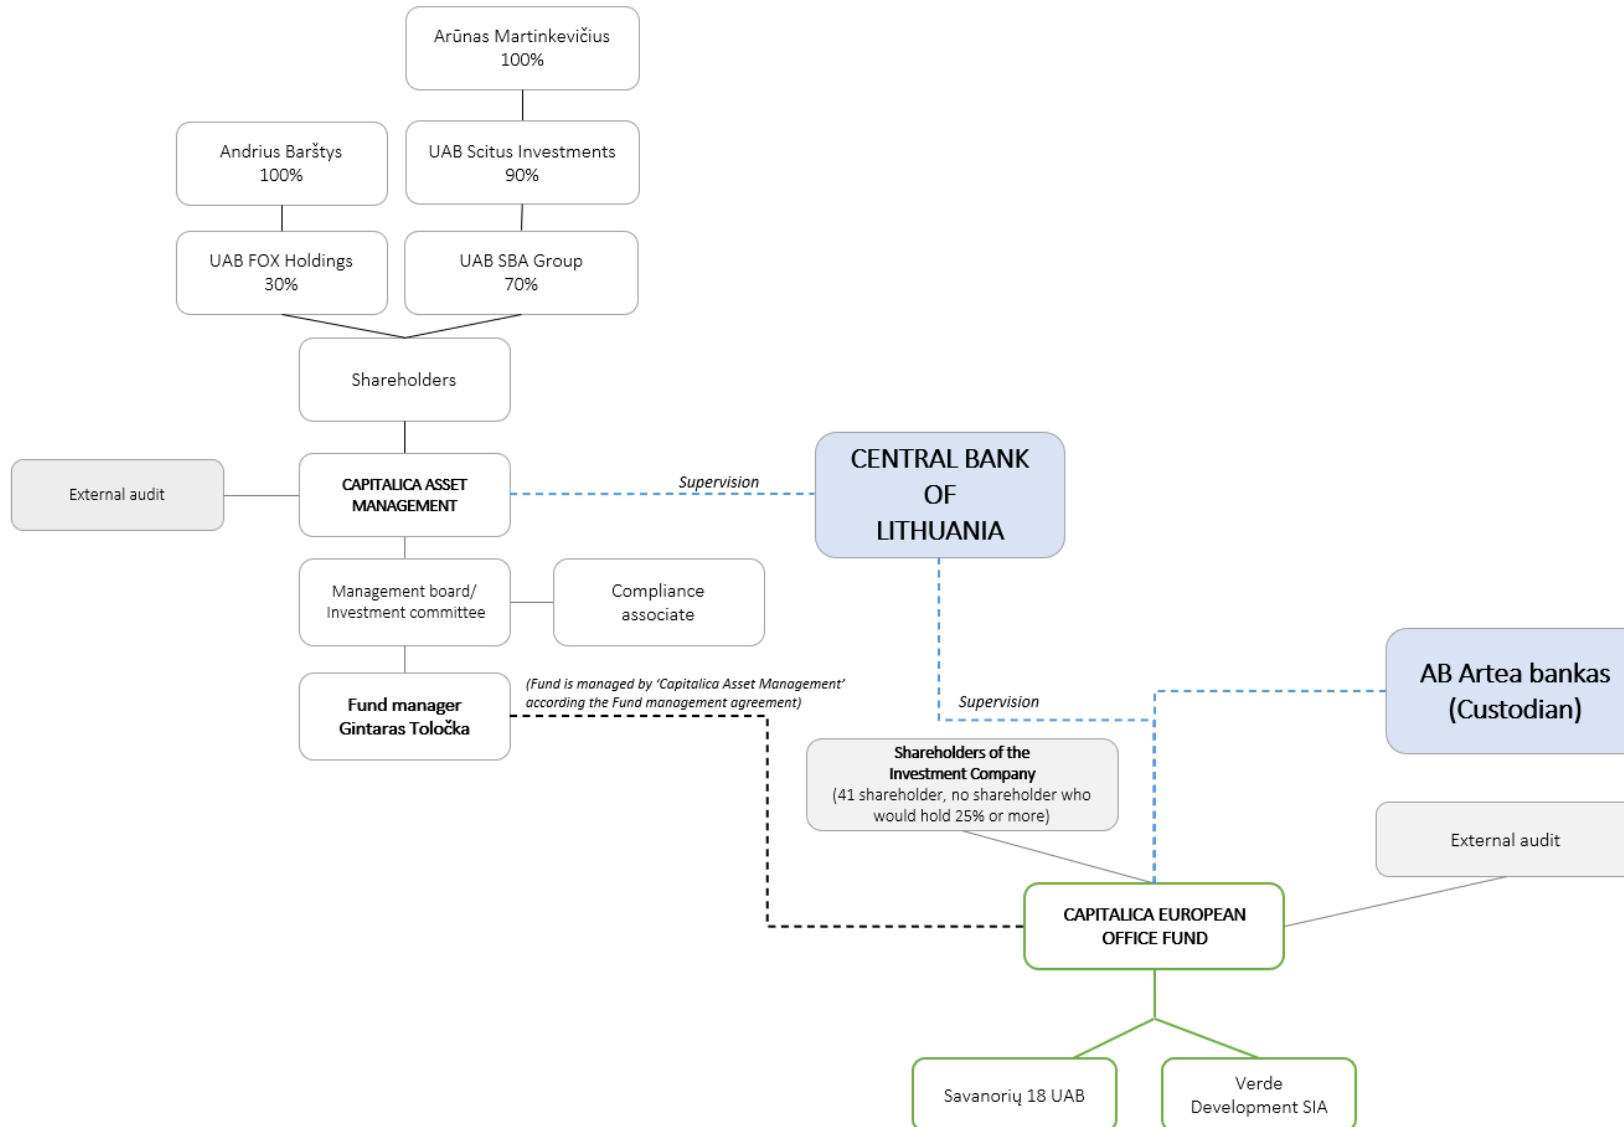 Arūnas Martinkevičius
100%
Andrius Barštys
100%
UAB Scitus Investments
90%
UAB FOX Holdings
30%
UAB SBA Group
70%
Shareholders
External audit
CAPITALICA ASSET
MANAGEMENT
Supervision
CENTRAL BANK
OF
LITHUANIA
Management board/
Investment committee
Compliance
associate
Fund manager
Gintaras Toločka
(Fund is managed by ‘Capitalica Asset Management’
according the Fund management agreement)
Supervision
AB Artea bankas
(Custodian)
Shareholders of the
Investment Company
(41 shareholder, no shareholder who
would hold 25% or more)
External audit
CAPITALICA EUROPEAN
OFFICE FUND
Savanorių 18 UAB
Verde
Development SIA